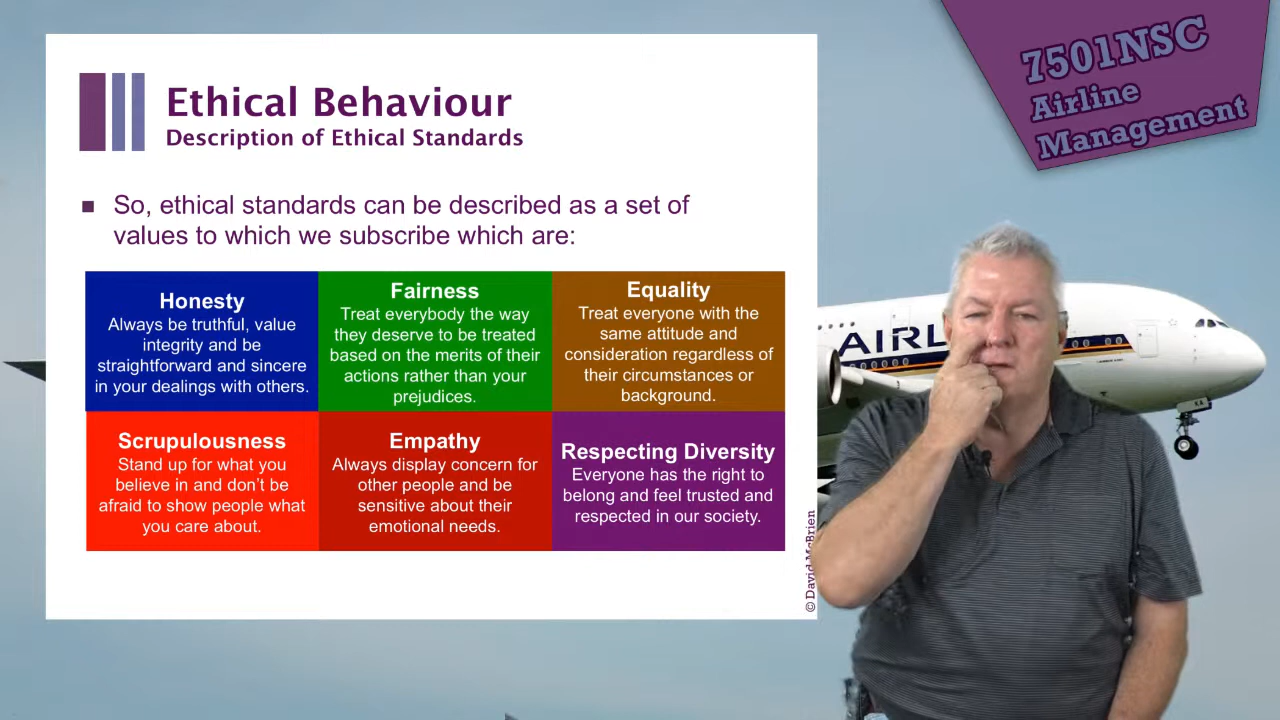 Ethical Behaviour
Description of Ethical Standards
■ So, ethical standards can be described as a set of
values to which we subscribe which are:
Honesty
Always be truthful, value
integrity and be
straightforward and sincere
in your dealings with others.
Fairness
Treat everybody the way
they deserve to be treated
based on the merits of their
actions rather than your
prejudices.
Equality
Treat everyone with the
same attitude and
consideration regardless of
their circumstances or
background.
Scrupulousness
Stand up for what you
believe in and don't be
afraid to show people what
you care about.
Empathy
Always display concern for
other people and be
sensitive about their
emotional needs.
Respecting Diversity
Everyone has the right to
belong and feel trusted and
respected in our society.
©David McBrien
7501NSC
Airline
Management
AIRL